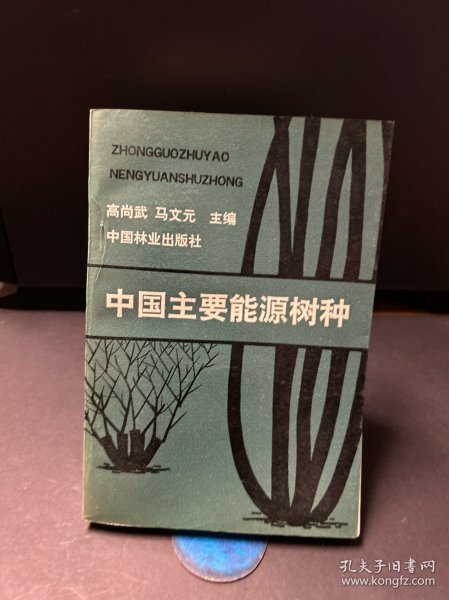 ZHONGGUOZHUYAO
NENGYUANSHUZHONG
高尚武 马文元 主编
中国林业出版社
中国主要能源树种
孔夫子旧书网
www.kongfz.com